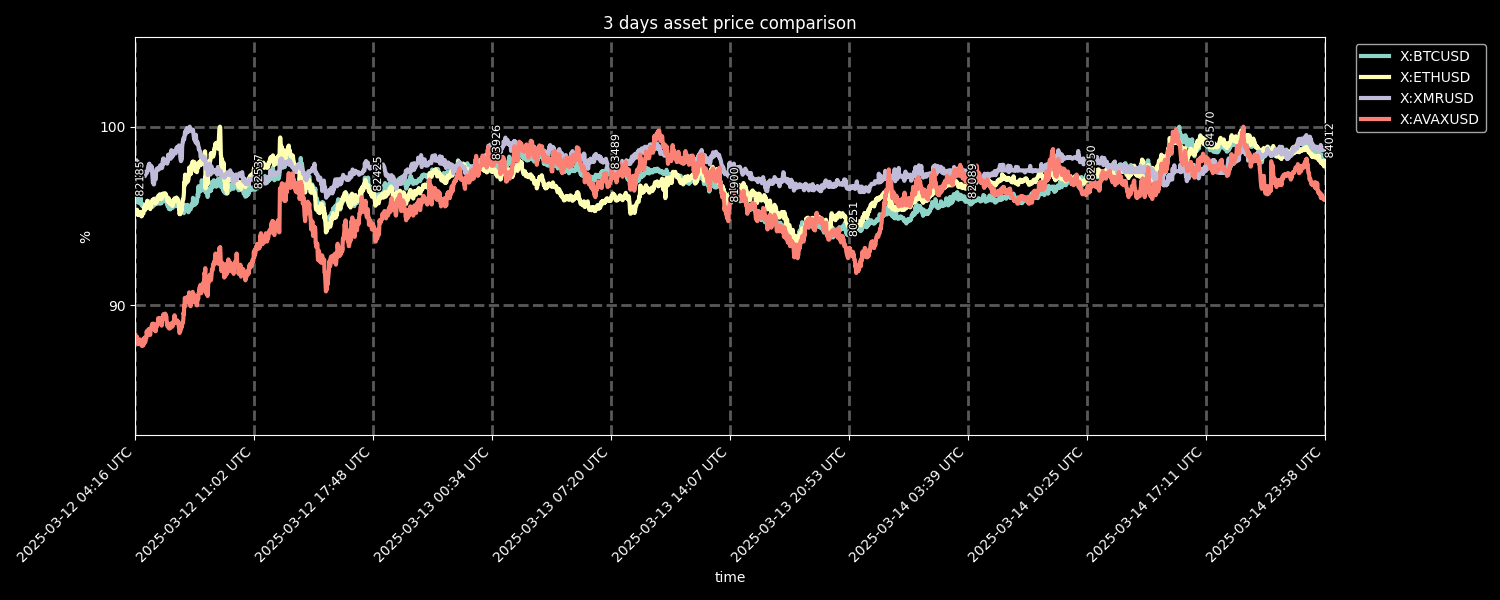 3 days asset price comparison
X:BTCUSD
X:ETHUSD
X:XMRUSD
X:AVAXUSD
100
90
%
82185
82537
82425
83926
83489
81900
80251
82089
82950
84570
84012
2025-03-12 04:16 UTC
2025-03-12 11:02 UTC
2025-03-12 17:48 UTC
2025-03-13 00:34 UTC
2025-03-13 07:20 UTC
2025-03-13 14:07 UTC
2025-03-13 20:53 UTC
2025-03-14 03:39 UTC
2025-03-14 10:25 UTC
2025-03-14 17:11 UTC
2025-03-14 23:58 UTC
time